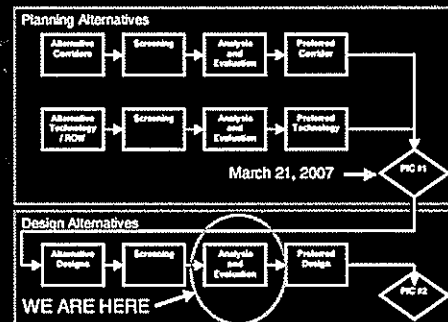 Planning Alternatives
Alternative
Corridors
Screening
Analysis
and
Evaluation
Preferred
Corridor
Alternative
Technology
/ ROW
Screening
Analysis
and
Evaluation
Preferred
Technology
March 21, 2007
PIC #1
Design Alternatives
Alternative
Designs
Screening
Analysis
and
Evaluation
Preferred
Design
WE ARE HERE
PIC #2